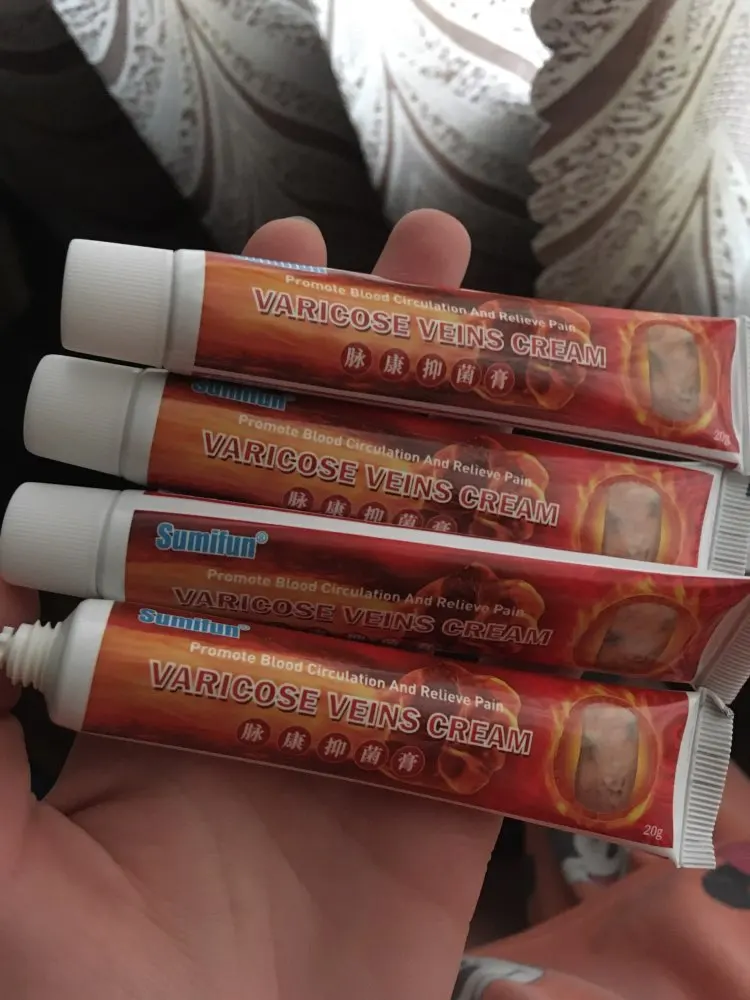 Promote Blood Circulation And Relieve Pain
VARICOSE VEINS CREAM
脉康抑菌膏
20g
Sumifun
Promote Blood Circulation And Relieve Pain
VARICOSE VEINS CREAM
脉康抑菌膏
Sumifun®
Promote Blood Circulation And Relieve Pain
VARICOSE VEINS CREAM
Sumifun®
Promote Blood Circulation And Relieve Pain
VARICOSE VEINS CREAM
脉康抑菌膏
20g